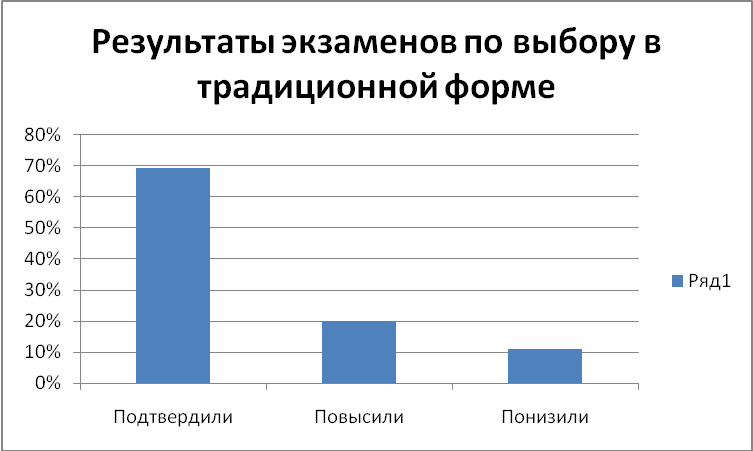 Результаты экзаменов по выбору в
традиционной форме
80%
70%
60%
50%
40%
30%
20%
10%
0%
Подтвердили
Повысили
Понизили
Ряд1